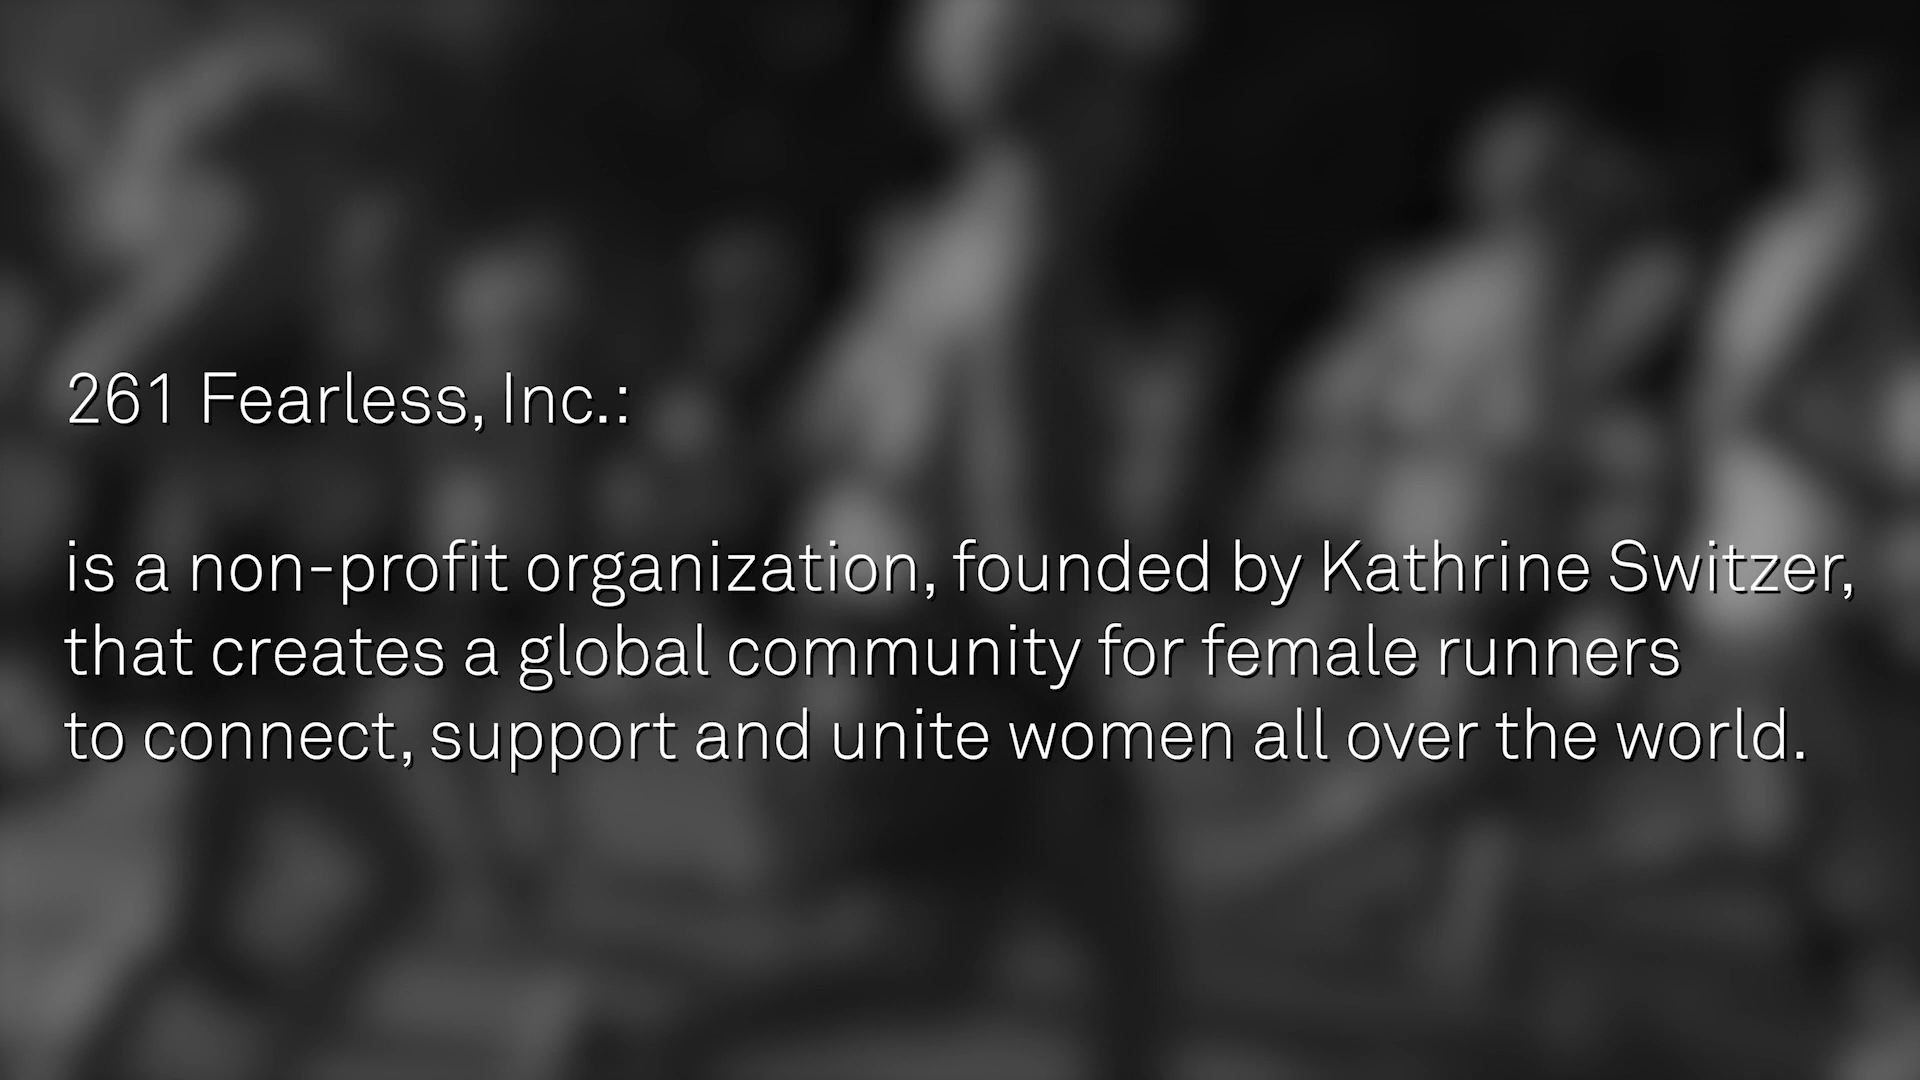 261 Fearless, Inc.:
is a non-profit organization, founded by Kathrine Switzer,
that creates a global community for female runners
to connect, support and unite women all over the world.